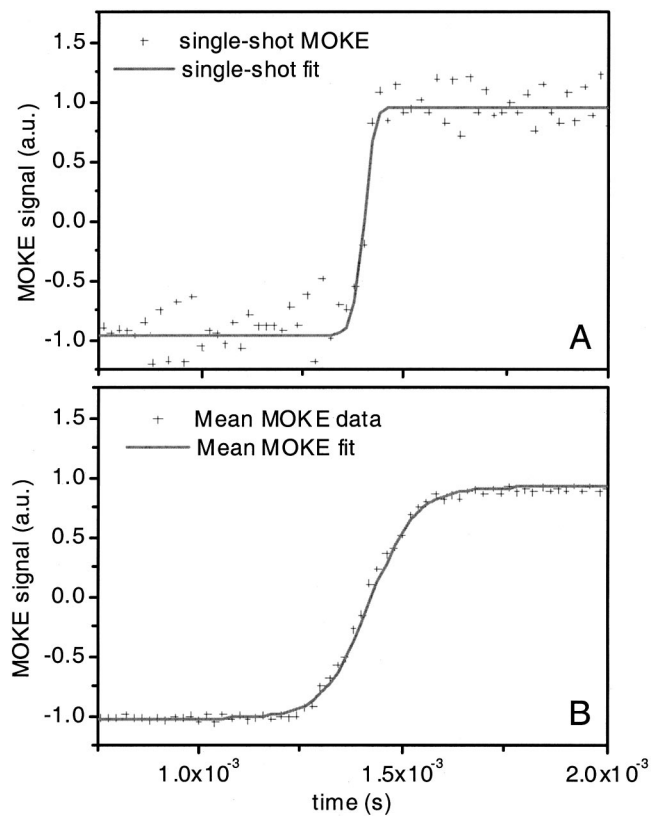 1.5
1.0
0.5
0.0
-0.5
-1.0
MOKE signal (a.u.)
single-shot MOKE
single-shot fit
A
1.5
1.0
0.5
0.0
-0.5
-1.0
MOKE signal (a.u.)
Mean MOKE data
Mean MOKE fit
B
1.0x10⁻³ 1.5x10⁻³ 2.0x10⁻³
time (s)